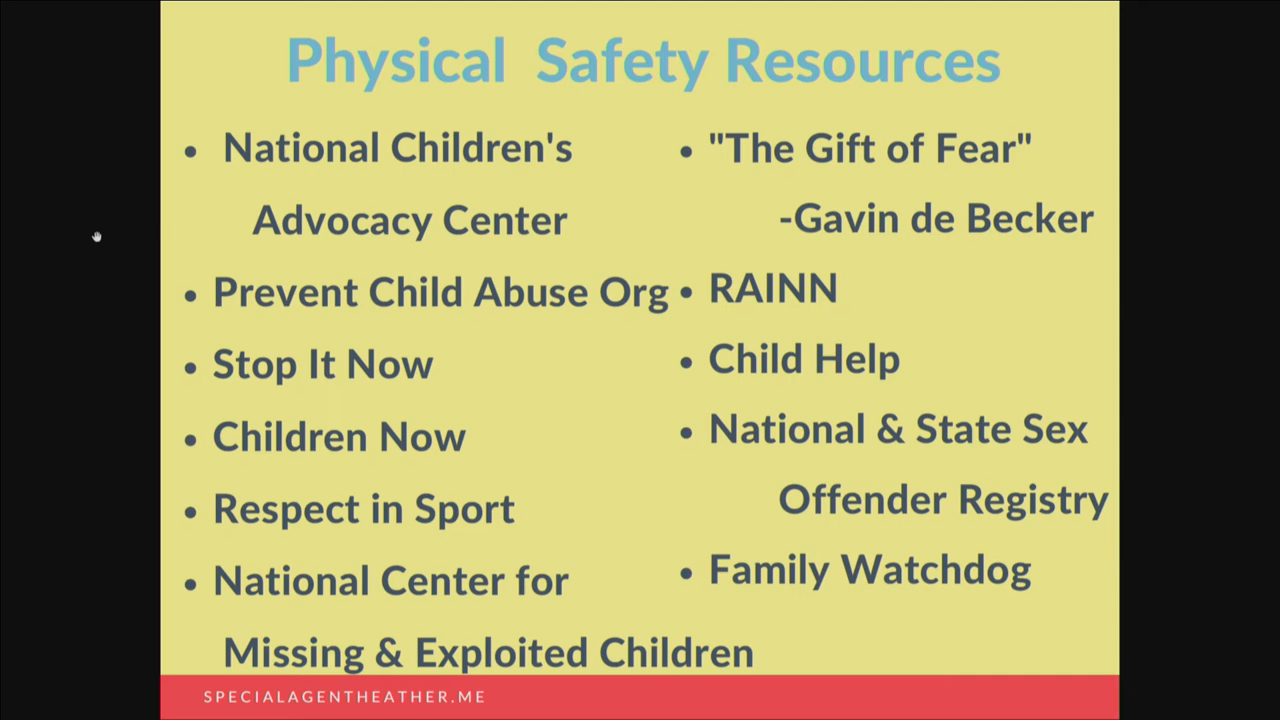 Physical Safety Resources
• National Children's
Advocacy Center
• Prevent Child Abuse Org
• Stop It Now
• Children Now
• Respect in Sport
• National Center for
Missing & Exploited Children
• "The Gift of Fear"
-Gavin de Becker
• RAINN
• Child Help
• National & State Sex
Offender Registry
• Family Watchdog
SPECIALAGENTHEATHER.ME